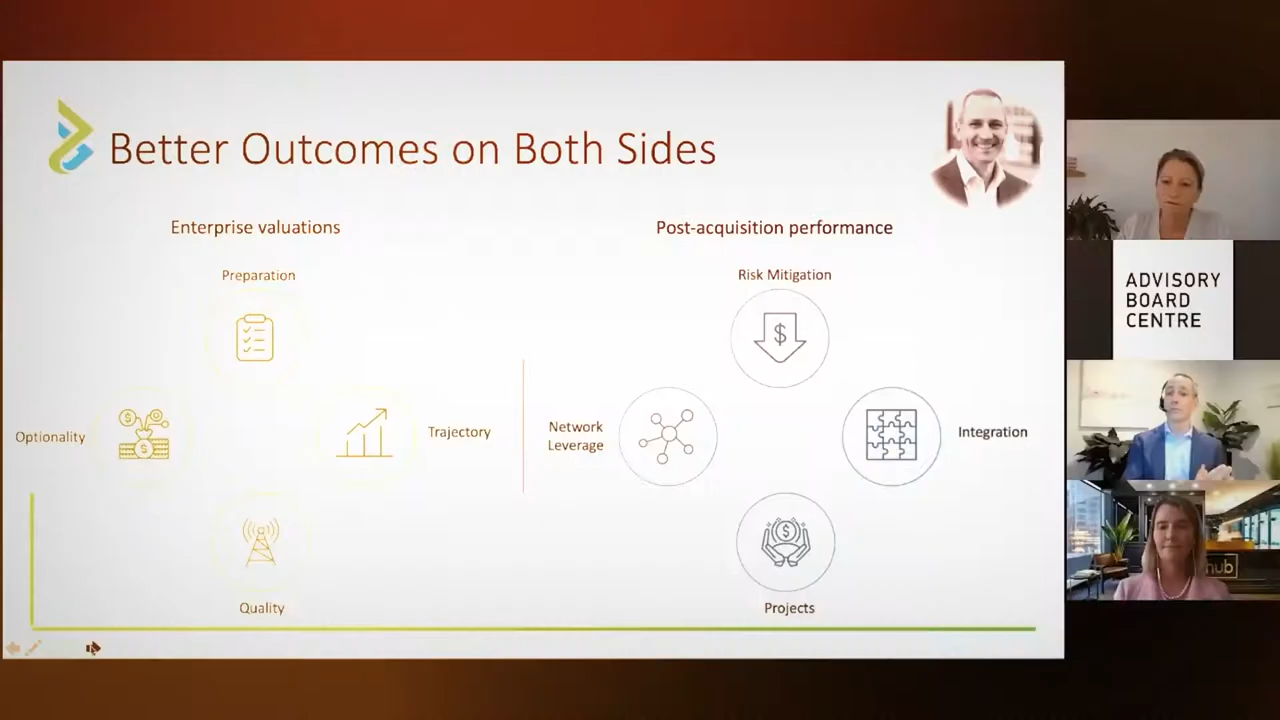 Better Outcomes on Both Sides
Enterprise valuations
Preparation
Optionality
Trajectory
Quality
Post-acquisition performance
Risk Mitigation
Network
Leverage
Integration
Projects
ADVISORY
BOARD
CENTRE
hub